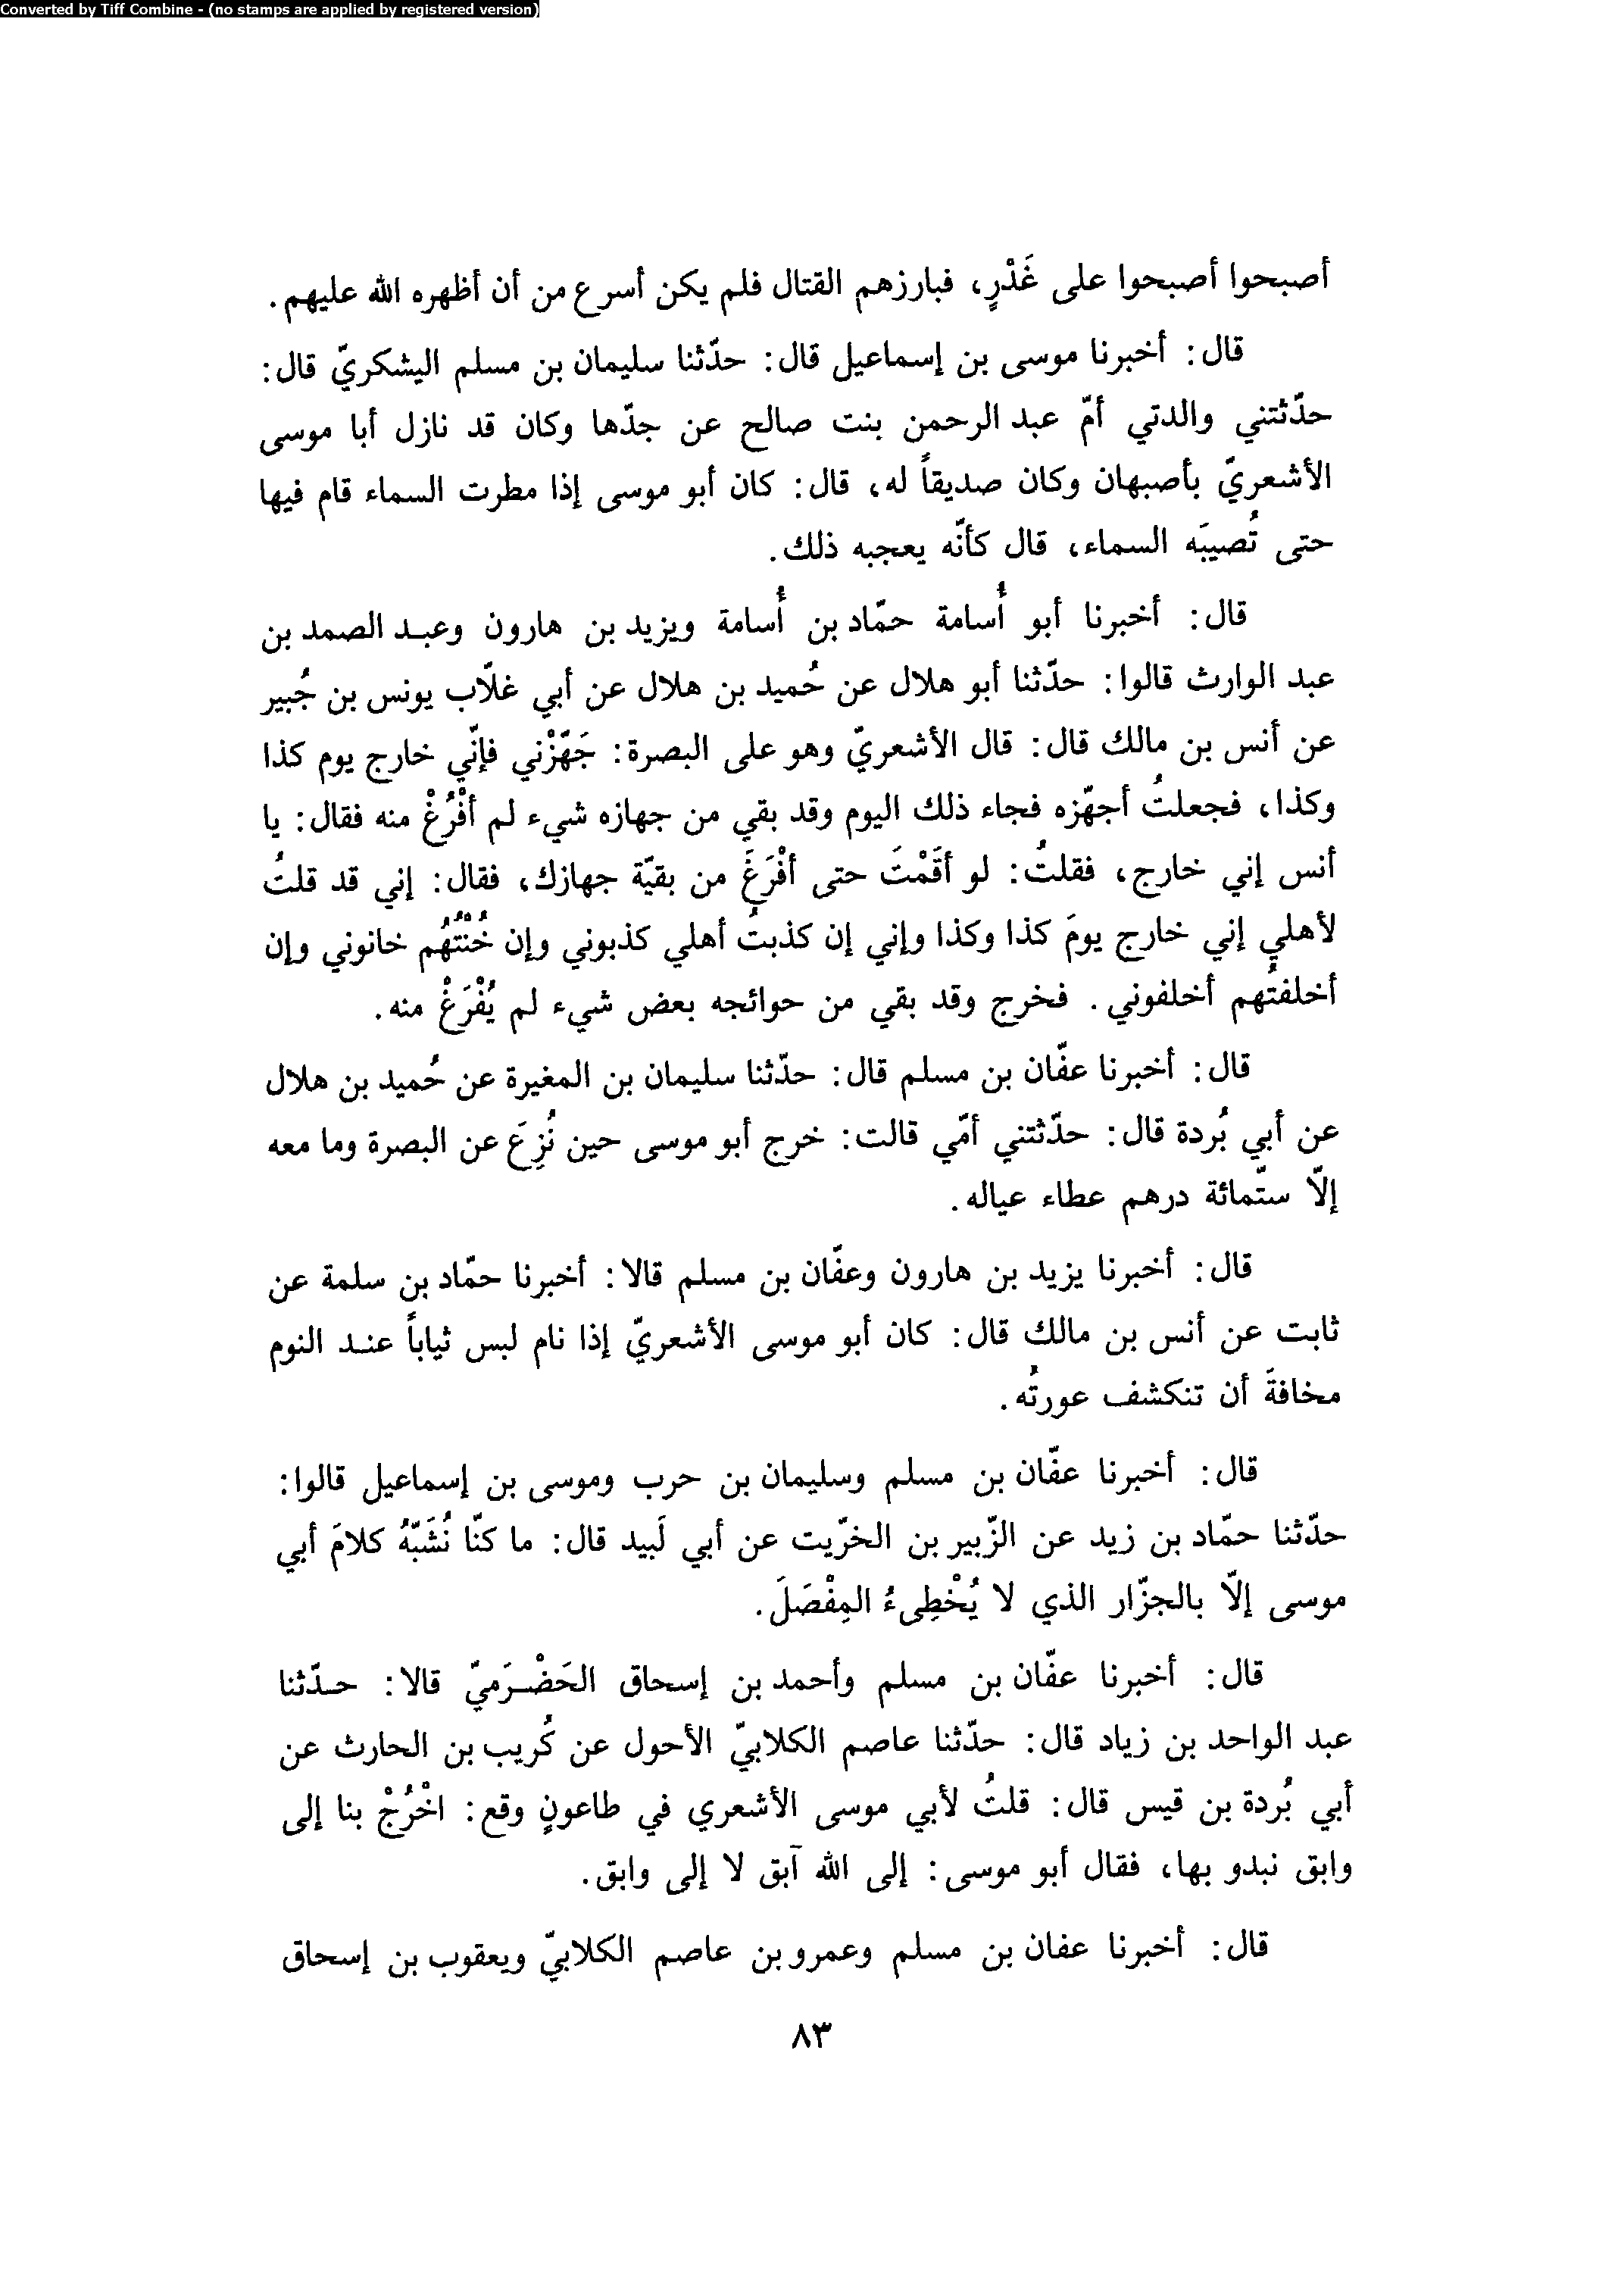 Converted by Tiff Combine - (no stamps are applied by registered version)
أصبحوا أصبحوا على غَدْرٍ، فبارزهم القتال فلم يكن أسرع من أن أظهره الله عليهم.
قال: أخبرنا موسى بن إسماعيل قال: حدّثنا سليمان بن مسلم اليشكريّ قال:
حدّثتني والدتي أمّ عبد الرحمن بنت صالح عن جدّها وكان قد نازل أبا موسى
الأشعريّ بأصبهان وكان صديقاً له، قال: كان أبو موسى إذا مطرت السماء قام فيها
حتى تُصيبَه السماء، قال كأنّه يعجبه ذلك.
قال: أخبرنا أبو أُسامة حمّاد بن أُسامة ويزيد بن هارون وعبد الصمد بن
عبد الوارث قالوا: حدّثنا أبو هلال عن حُميد بن هلال عن أبي غلّاب يونس بن جُبير
عن أنس بن مالك قال: قال الأشعريّ وهو على البصرة: جَهّزْني فإنّي خارج يوم كذا
وكذا، فجعلتُ أجهّزه فجاء ذلك اليوم وقد بقي من جهازه شيء لم أفْرُغْ منه فقال: يا
أنس إني خارج، فقلتُ: لو أقَمْتَ حتى أفْرَغَ من بقيّة جهازك، فقال: إني قد قلتُ
لأهلي إني خارج يومَ كذا وكذا وإني إن كذبتُ أهلي كذبوني وإن خُنْتُهُم خانوني وإن
أخلفتُهم أخلفوني. فخرج وقد بقي من حوائجه بعض شيء لم يُفْرَغْ منه.
قال: أخبرنا عفّان بن مسلم قال: حدّثنا سليمان بن المغيرة عن حُميد بن هلال
عن أبي بُردة قال: حدّثتني أمّي قالت: خرج أبو موسى حين نُزِعَ عن البصرة وما معه
إلّا ستّمائة درهم عطاء عياله.
قال: أخبرنا يزيد بن هارون وعفّان بن مسلم قالا: أخبرنا حمّاد بن سلمة عن
ثابت عن أنس بن مالك قال: كان أبو موسى الأشعريّ إذا نام لبس ثياباً عند النوم
مخافةَ أن تنكشف عورتُه.
قال: أخبرنا عفّان بن مسلم وسليمان بن حرب وموسى بن إسماعيل قالوا:
حدّثنا حمّاد بن زيد عن الزّبير بن الخرّيت عن أبي لَبيد قال: ما كنّا نُشَبّهُ كلامَ أبي
موسى إلّا بالجزّار الذي لا يُخْطِىءُ المِفْصَلَ.
قال: أخبرنا عفّان بن مسلم وأحمد بن إسحاق الحَضْرَميّ قالا: حدّثنا
عبد الواحد بن زياد قال: حدّثنا عاصم الكلابيّ الأحول عن كُريب بن الحارث عن
أبي بُردة بن قيس قال: قلتُ لأبي موسى الأشعري في طاعونٍ وقع: اخْرُجْ بنا إلى
وابق نبدو بها، فقال أبو موسى: إلى الله آبق لا إلى وابق.
قال: أخبرنا عفان بن مسلم وعمرو بن عاصم الكلابيّ ويعقوب بن إسحاق
٨٣